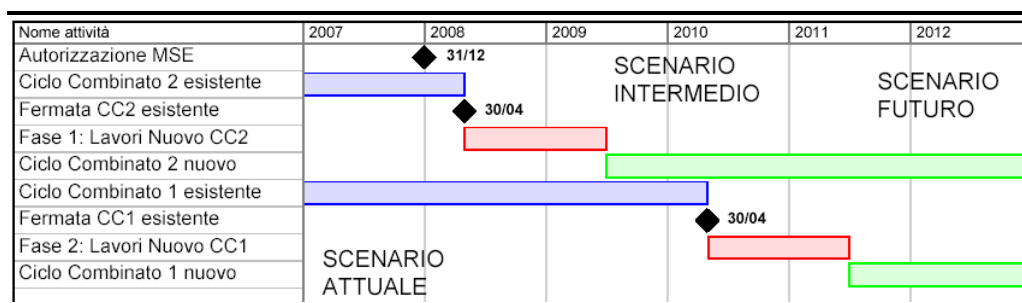 Nome attività 2007 2008 2009 2010 2011 2012
Autorizzazione MSE 31/12
Ciclo Combinato 2 esistente
Fermata CC2 esistente 30/04
Fase 1: Lavori Nuovo CC2
Ciclo Combinato 2 nuovo
Ciclo Combinato 1 esistente
Fermata CC1 esistente 30/04
Fase 2: Lavori Nuovo CC1
Ciclo Combinato 1 nuovo
SCENARIO
ATTUALE
SCENARIO
INTERMEDIO
SCENARIO
FUTURO